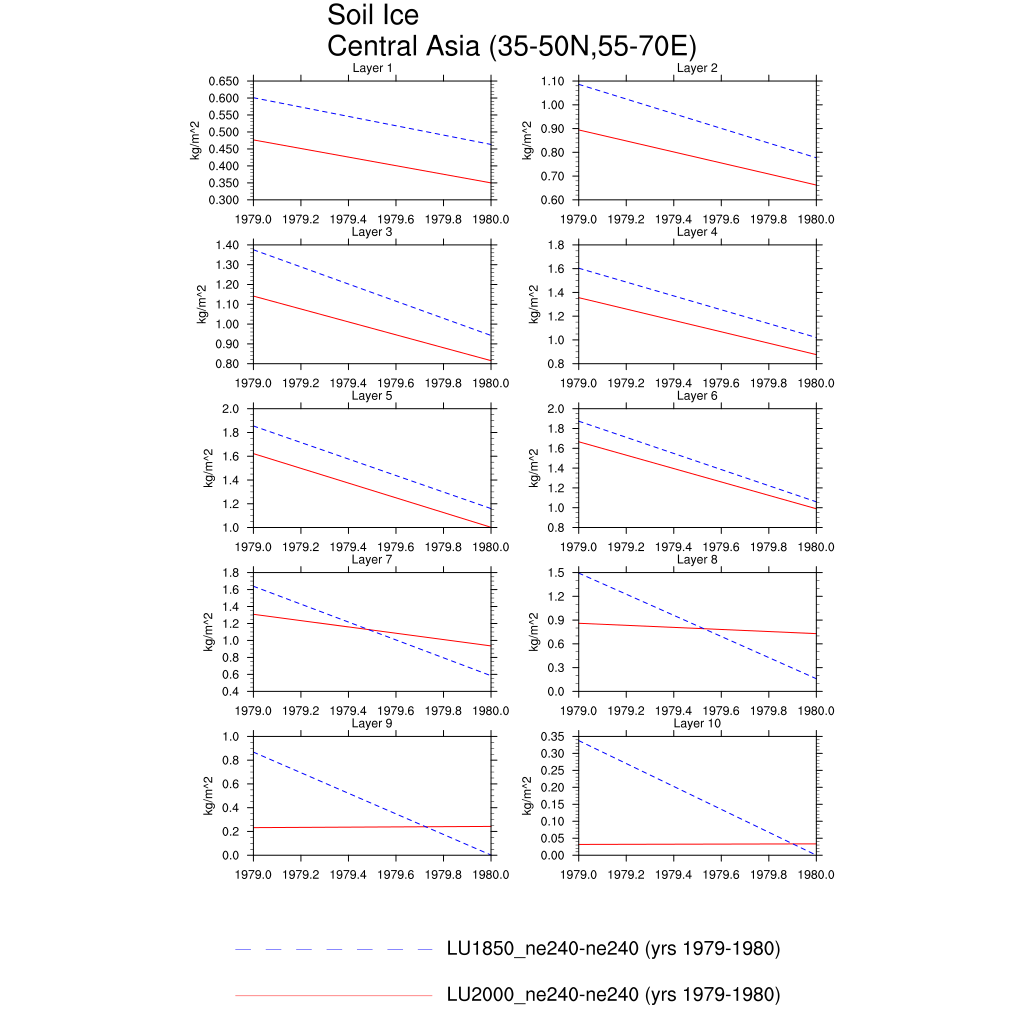 Soil Ice
Central Asia (35-50N,55-70E)
Layer 1
Layer 2
0.650
0.600
0.550
0.500
0.450
0.400
0.350
0.300
kg/m^2
1979.0 1979.2 1979.4 1979.6 1979.8 1980.0
1.10
1.00
0.90
0.80
0.70
0.60
kg/m^2
1979.0 1979.2 1979.4 1979.6 1979.8 1980.0
Layer 3
Layer 4
1.40
1.30
1.20
1.10
1.00
0.90
0.80
kg/m^2
1979.0 1979.2 1979.4 1979.6 1979.8 1980.0
1.8
1.6
1.4
1.2
1.0
0.8
kg/m^2
1979.0 1979.2 1979.4 1979.6 1979.8 1980.0
Layer 5
Layer 6
2.0
1.8
1.6
1.4
1.2
1.0
kg/m^2
1979.0 1979.2 1979.4 1979.6 1979.8 1980.0
2.0
1.8
1.6
1.4
1.2
1.0
0.8
kg/m^2
1979.0 1979.2 1979.4 1979.6 1979.8 1980.0
Layer 7
Layer 8
1.8
1.6
1.4
1.2
1.0
0.8
0.6
0.4
kg/m^2
1979.0 1979.2 1979.4 1979.6 1979.8 1980.0
1.5
1.2
0.9
0.6
0.3
0.0
kg/m^2
1979.0 1979.2 1979.4 1979.6 1979.8 1980.0
Layer 9
Layer 10
1.0
0.8
0.6
0.4
0.2
0.0
kg/m^2
1979.0 1979.2 1979.4 1979.6 1979.8 1980.0
0.35
0.30
0.25
0.20
0.15
0.10
0.05
0.00
kg/m^2
1979.0 1979.2 1979.4 1979.6 1979.8 1980.0
LU1850_ne240-ne240 (yrs 1979-1980)
LU2000_ne240-ne240 (yrs 1979-1980)